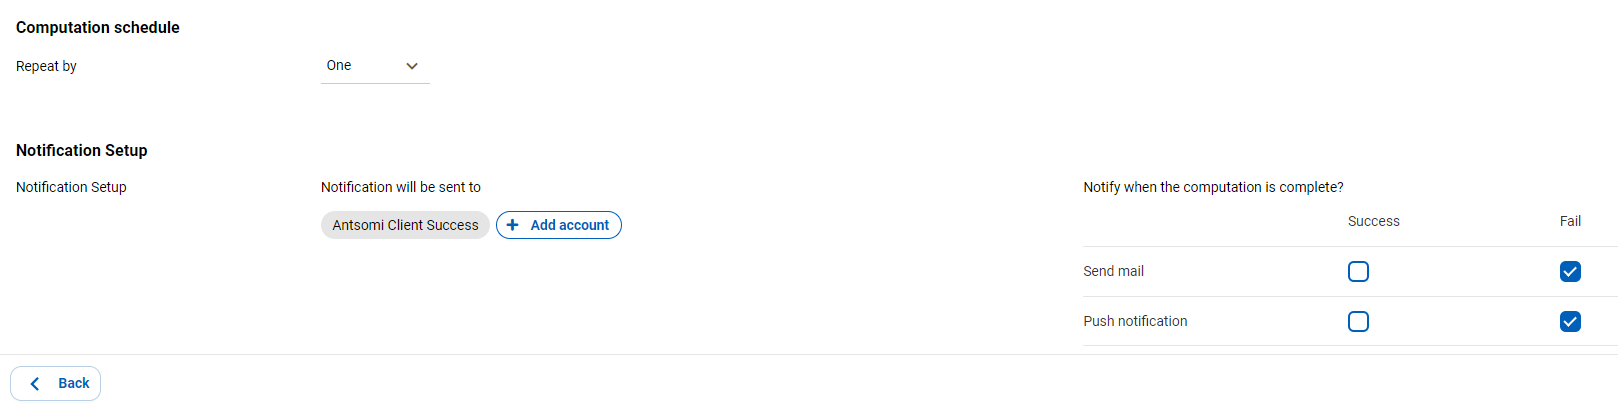 Computation schedule
Repeat by
One
Notification Setup
Notification Setup
Notification will be sent to
Notify when the computation is complete?
Antsomi Client Success
Add account
Success
Fail
Send mail
Push notification
Back